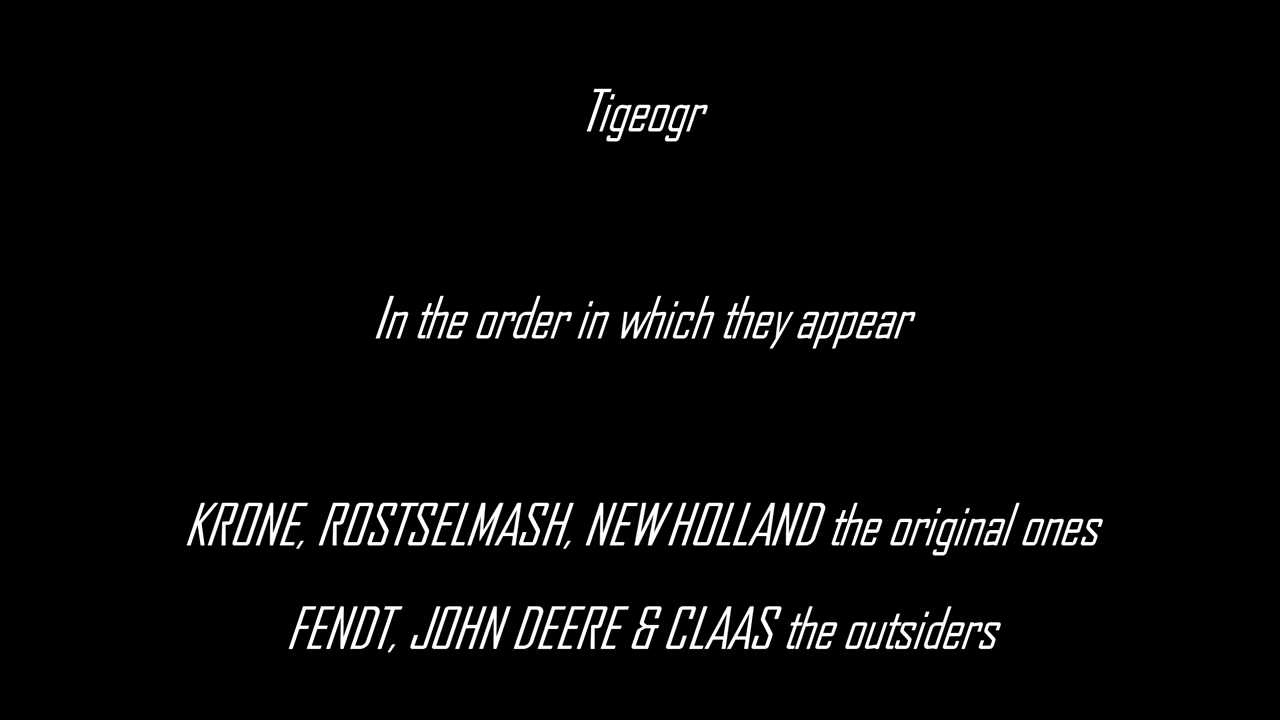 Tigeogr
In the order in which they appear
KRONE, ROSTSELMASH, NEW HOLLAND the original ones
FENDT, JOHN DEERE & CLAAS the outsiders